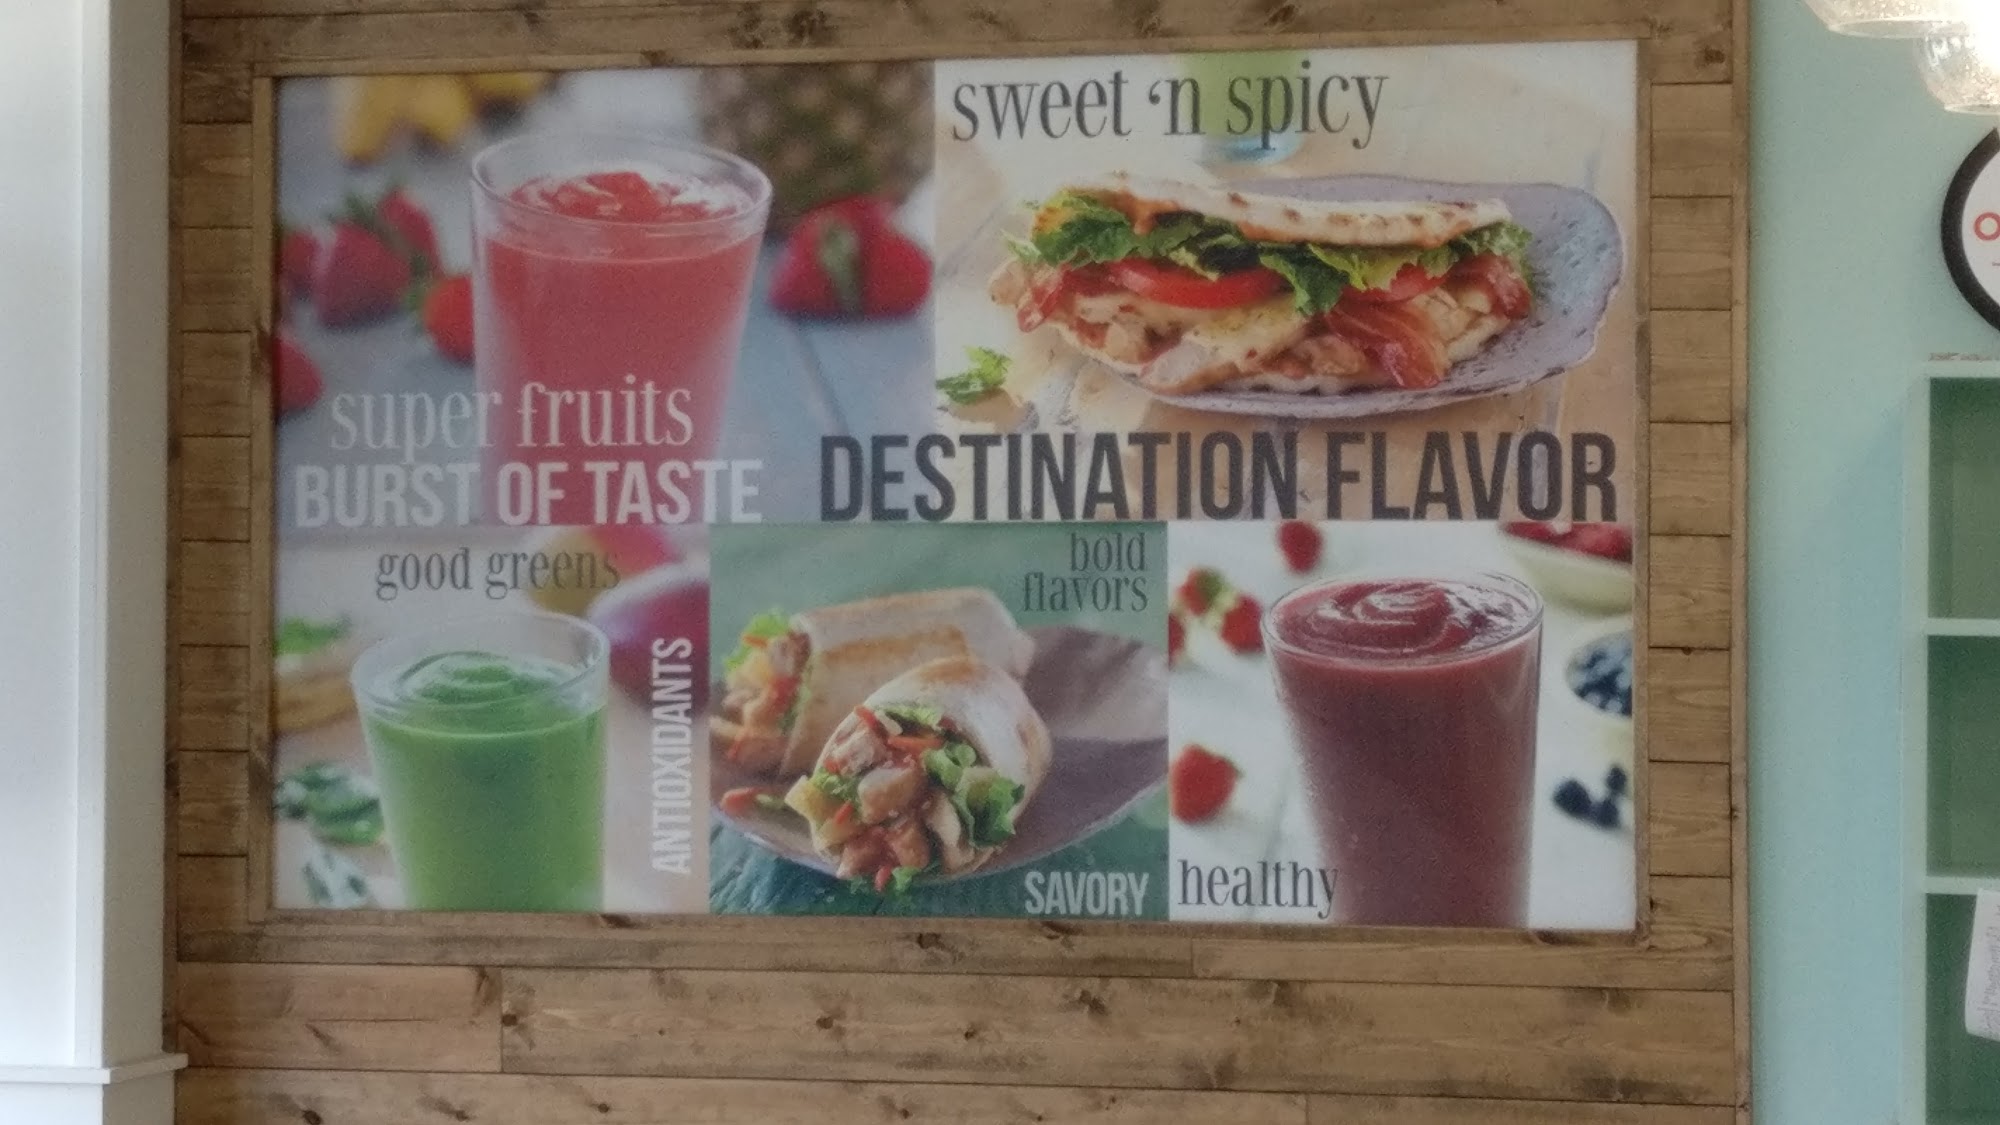 sweet ‘n spicy
super fruits
BURST OF TASTE
DESTINATION FLAVOR
good greens
ANTIOXIDANTS
bold
flavors
SAVORY
healthy